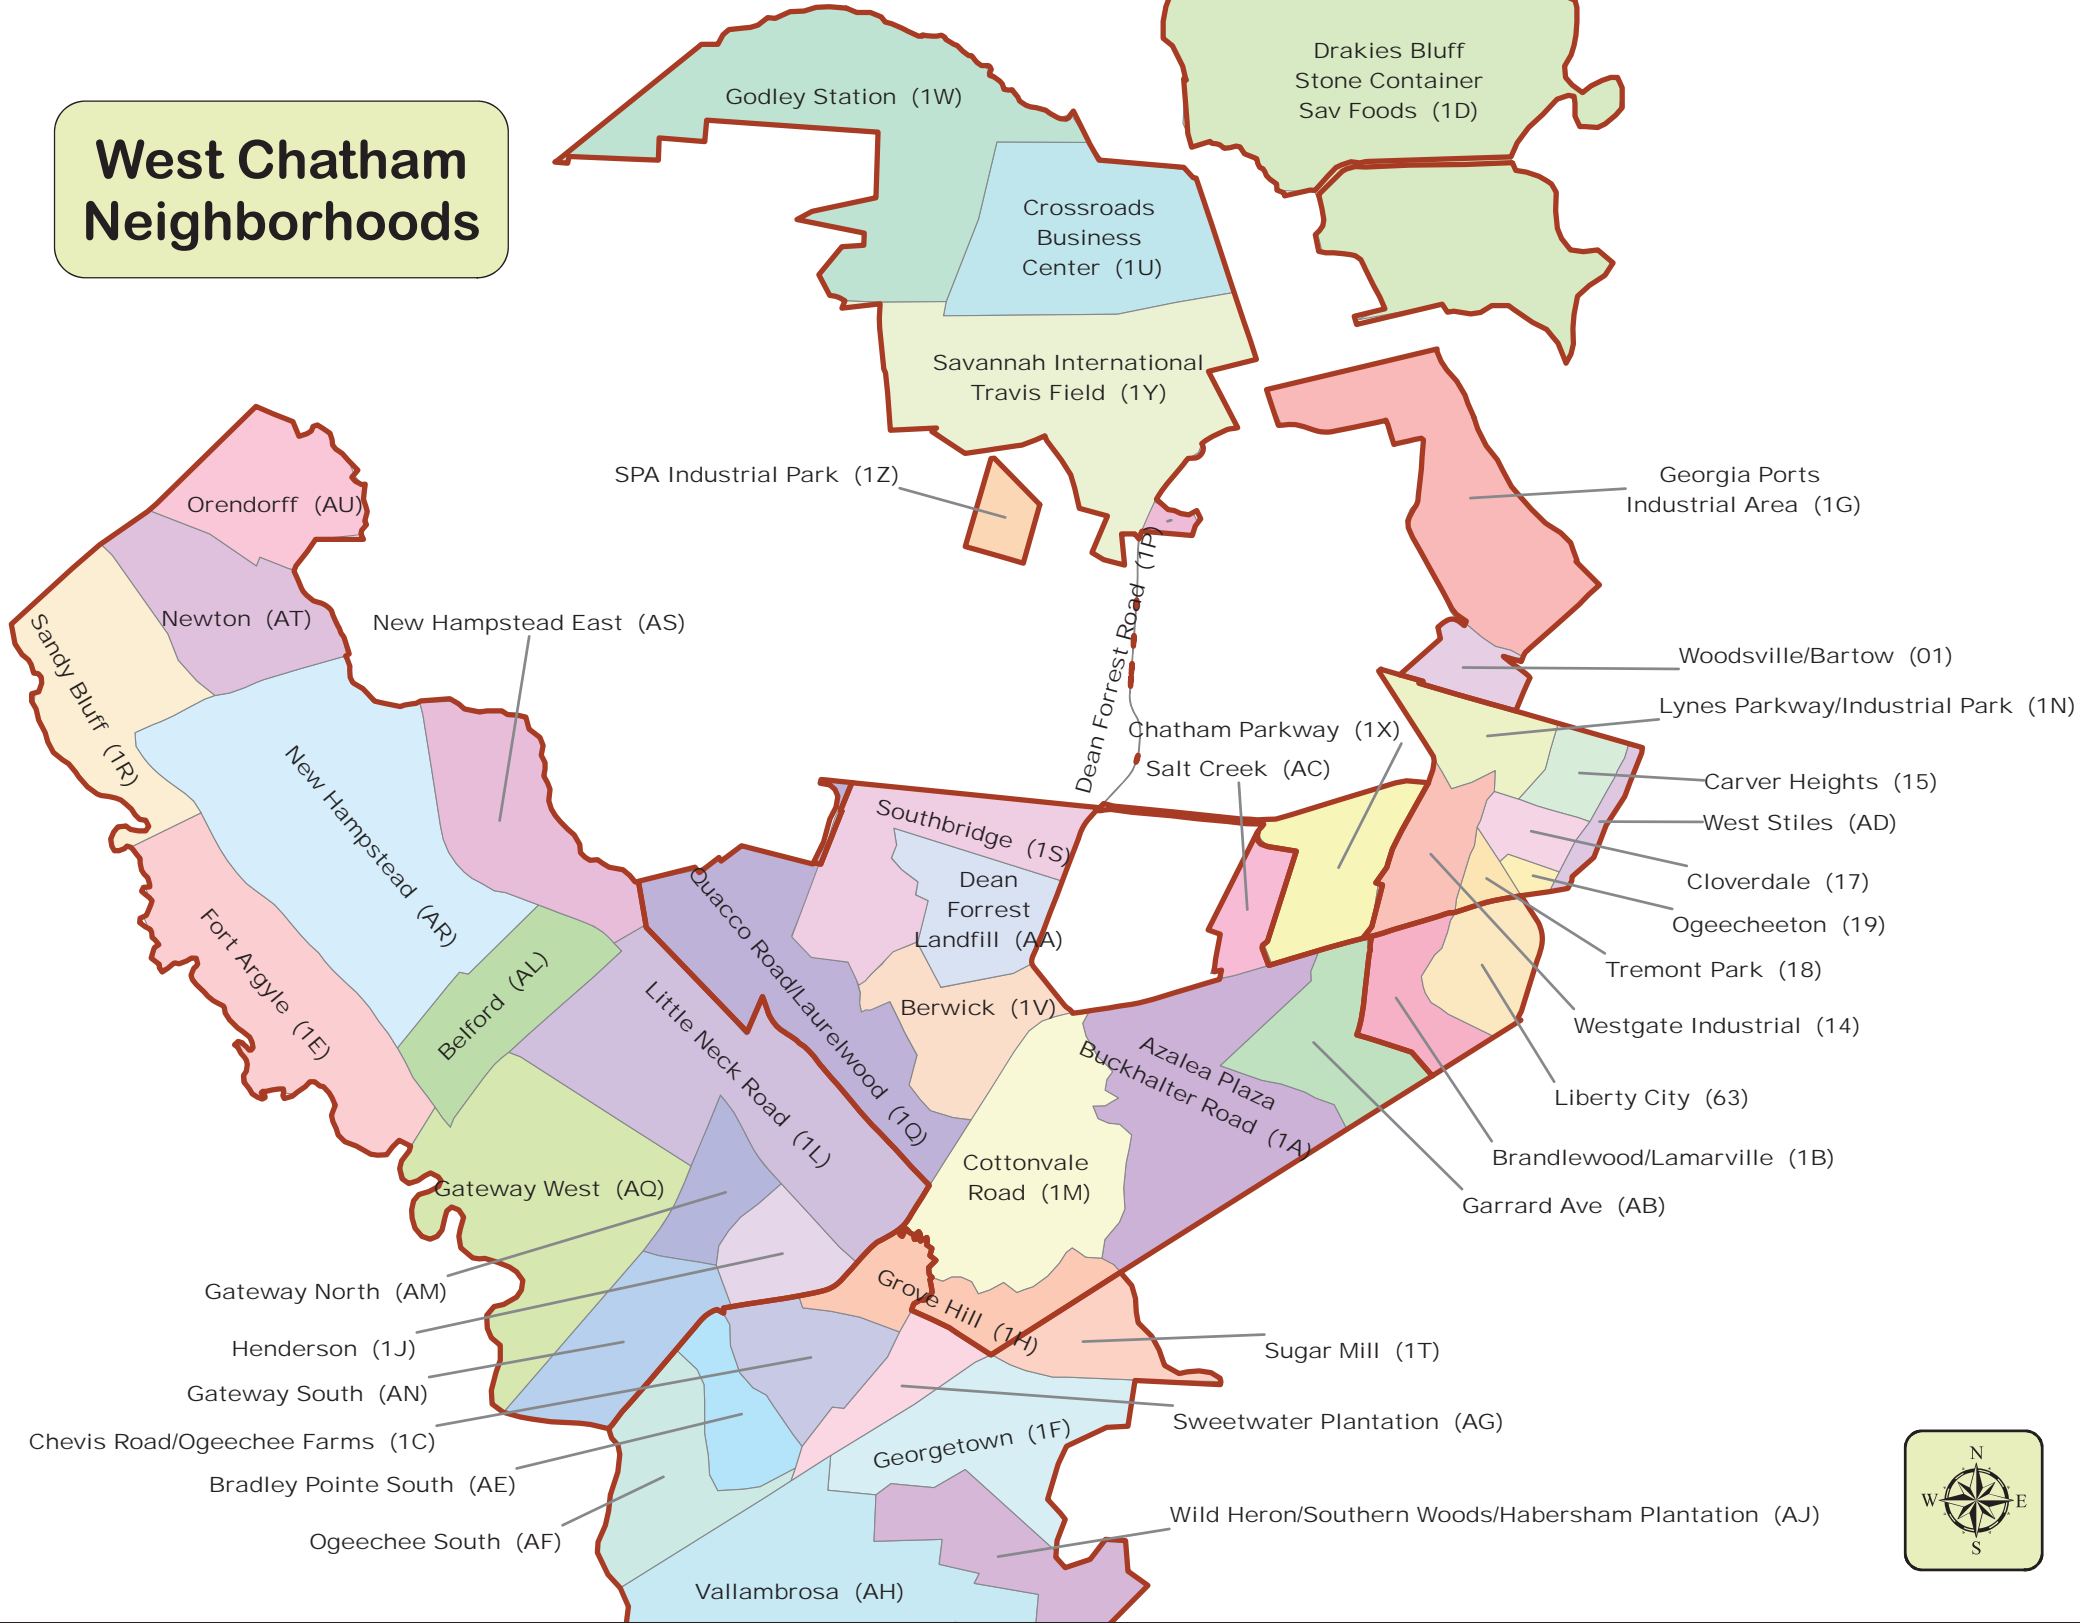 Drakies Bluff
Stone Container
Sav Foods (1D)
Godley Station (1W)
West Chatham
Neighborhoods
Crossroads
Business
Center (1U)
Savannah International
Travis Field (1Y)
SPA Industrial Park (1Z)
Georgia Ports
Industrial Area (1G)
Orendorff (AU)
Newton (AT)
New Hampstead East (AS)
Sandy Bluff (1R)
Dean Forrest Road (1P)
Woodsville/Bartow (01)
Lynes Parkway/Industrial Park (1N)
Chatham Parkway (1X)
Salt Creek (AC)
Carver Heights (15)
West Stiles (AD)
New Hampstead (AR)
Southbridge (1S)
Dean
Forrest
Landfill (AA)
Cloverdale (17)
Ogeecheeton (19)
Quacco Road/Laurelwood (1Q)
Fort Argyle (1E)
Belford (AL)
Tremont Park (18)
Berwick (1V)
Westgate Industrial (14)
Little Neck Road (1L)
Azalea Plaza
Buckhalter Road (1A)
Liberty City (63)
Brandlewood/Lamarville (1B)
Cottonvale
Road (1M)
Gateway West (AQ)
Garrard Ave (AB)
Gateway North (AM)
Grove Hill (1H)
Henderson (1J)
Sugar Mill (1T)
Gateway South (AN)
Sweetwater Plantation (AG)
Chevis Road/Ogeechee Farms (1C)
Georgetown (1F)
Bradley Pointe South (AE)
Wild Heron/Southern Woods/Habersham Plantation (AJ)
Ogeechee South (AF)
Vallambrosa (AH)
N
W E
S